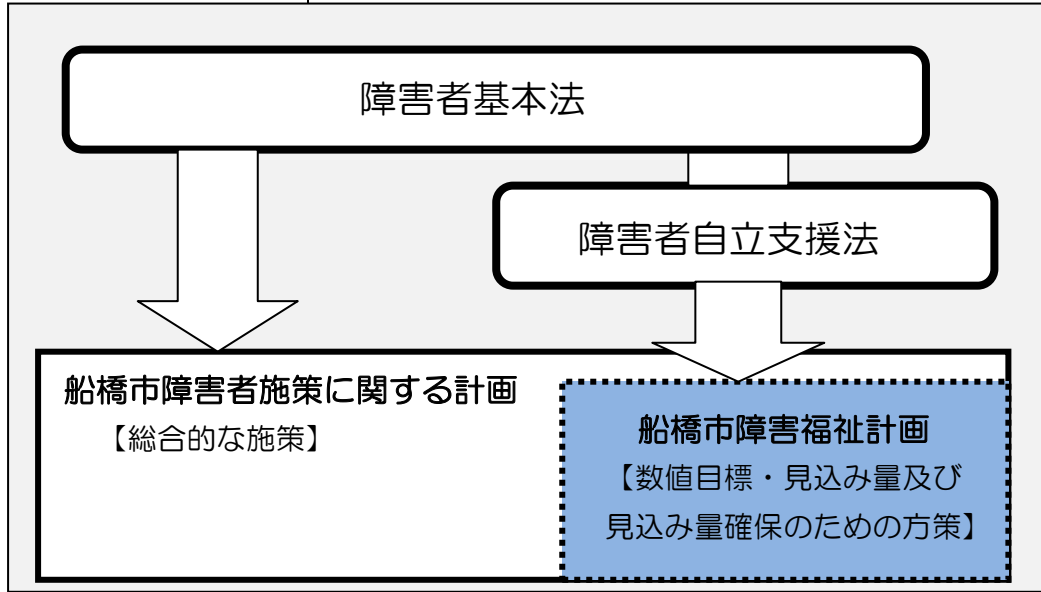 障害者基本法
障害者自立支援法
船橋市障害者施策に関する計画
【総合的な施策】
船橋市障害福祉計画
【数値目標・見込み量及び
見込み量確保のための方策】